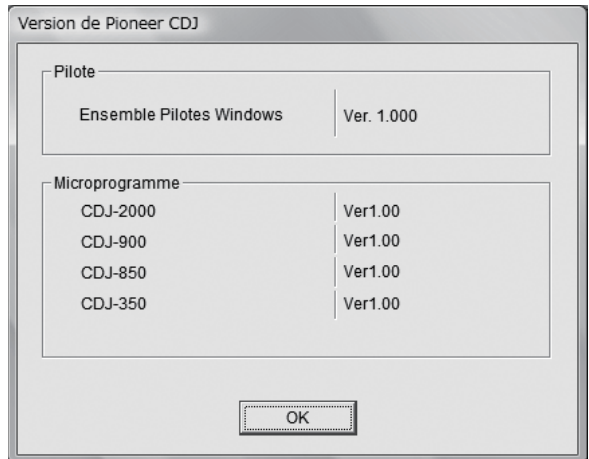 Version de Pioneer CDJ
Pilote
Ensemble Pilotes Windows Ver. 1.000
Microprogramme
CDJ-2000 Ver1.00
CDJ-900 Ver1.00
CDJ-850 Ver1.00
CDJ-350 Ver1.00
OK